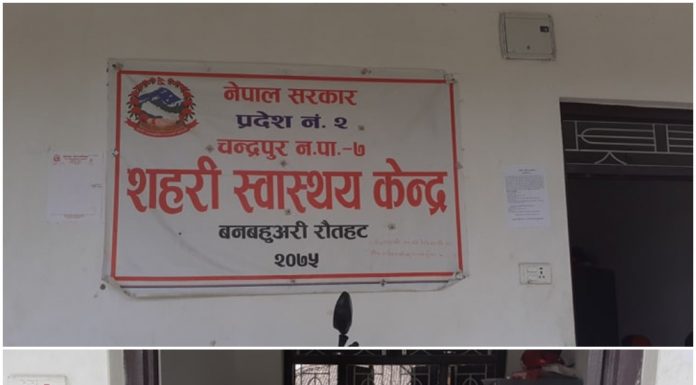 नेपाल सरकार
प्रदेश नं. २
चन्द्रपुर न.पा.-७
शहरी स्वास्थय केन्द्र
बनबहुअरी रौतहट
२०७५